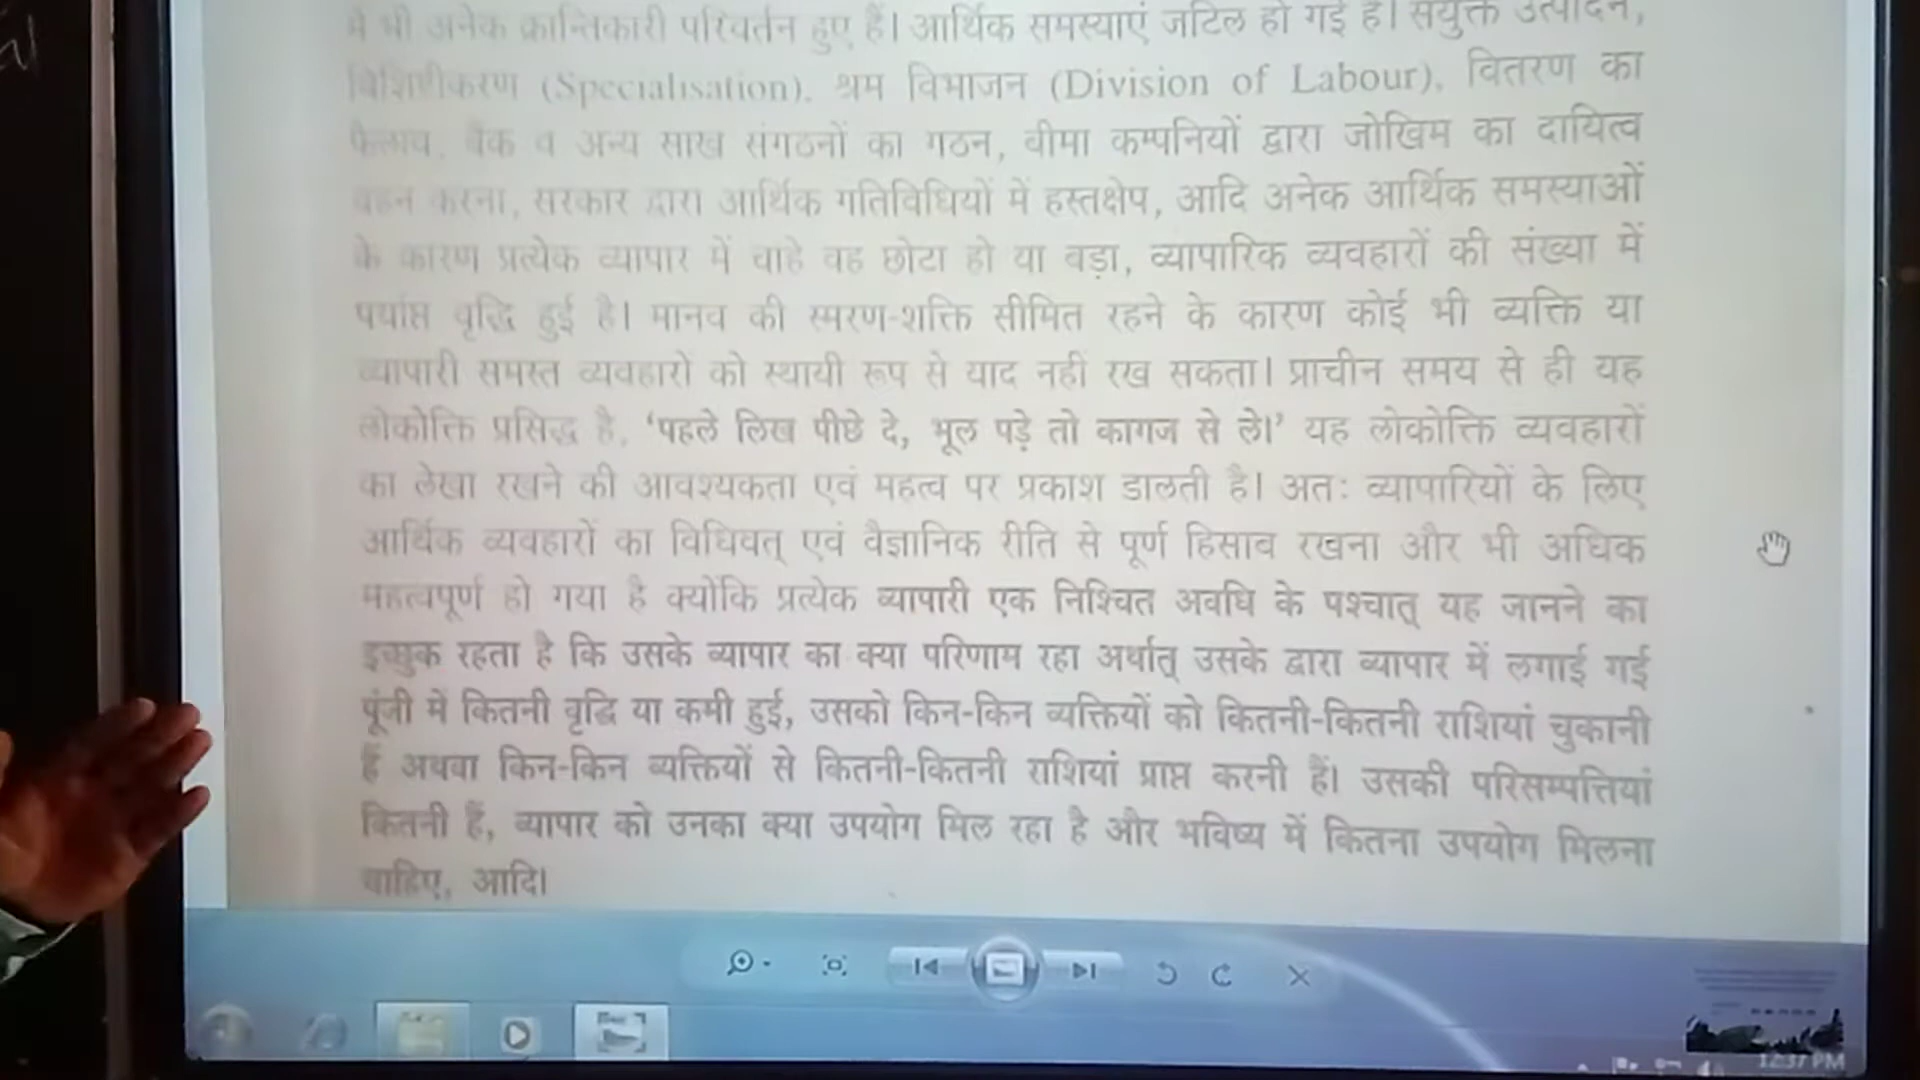 में भी अनेक क्रान्तिकारी परिवर्तन हुए हैं। आर्थिक समस्याएं जटिल हो गई हैं। संयुक्त उत्पादन,
विशिष्टीकरण (Specialisation), श्रम विभाजन (Division of Labour), वितरण का
फैलाव, बैंक व अन्य साख संगठनों का गठन, बीमा कम्पनियों द्वारा जोखिम का दायित्व
वहन करना, सरकार द्वारा आर्थिक गतिविधियों में हस्तक्षेप, आदि अनेक आर्थिक समस्याओं
के कारण प्रत्येक व्यापार में चाहे वह छोटा हो या बड़ा, व्यापारिक व्यवहारों की संख्या में
पर्याप्त वृद्धि हुई है। मानव की स्मरण-शक्ति सीमित रहने के कारण कोई भी व्यक्ति या
व्यापारी समस्त व्यवहारों को स्थायी रूप से याद नहीं रख सकता। प्राचीन समय से ही यह
लोकोक्ति प्रसिद्ध है, ‘पहले लिख पीछे दे, भूल पड़े तो कागज से ले।’ यह लोकोक्ति व्यवहारों
का लेखा रखने की आवश्यकता एवं महत्व पर प्रकाश डालती है। अतः व्यापारियों के लिए
आर्थिक व्यवहारों का विधिवत् एवं वैज्ञानिक रीति से पूर्ण हिसाब रखना और भी अधिक
महत्वपूर्ण हो गया है क्योंकि प्रत्येक व्यापारी एक निश्चित अवधि के पश्चात् यह जानने का
इच्छुक रहता है कि उसके व्यापार का क्या परिणाम रहा अर्थात् उसके द्वारा व्यापार में लगाई गई
पूंजी में कितनी वृद्धि या कमी हुई, उसको किन-किन व्यक्तियों को कितनी-कितनी राशियां चुकानी
हैं अथवा किन-किन व्यक्तियों से कितनी-कितनी राशियां प्राप्त करनी हैं। उसकी परिसम्पत्तियां
कितनी हैं, व्यापार को उनका क्या उपयोग मिल रहा है और भविष्य में कितना उपयोग मिलना
चाहिए, आदि।
12:37 PM